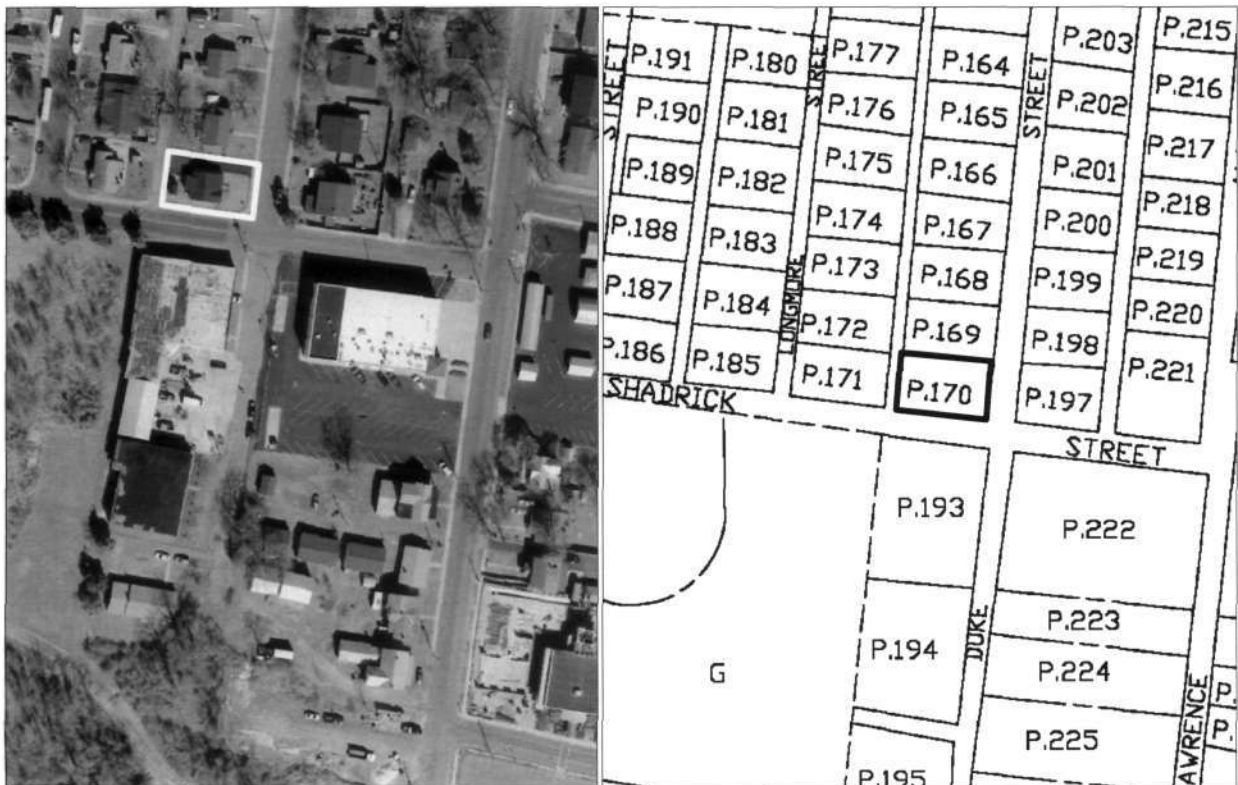 P.191
P.190
P.189
P.188
P.187
P.186
STREET
P.180
P.181
P.182
P.183
P.184
P.185
STREET
LONGMORE
P.177
P.176
P.175
P.174
P.173
P.172
P.171
P.164
P.165
P.166
P.167
P.168
P.169
P.170
STREET
P.203
P.202
P.201
P.200
P.199
P.198
P.197
P.215
P.216
P.217
P.218
P.219
P.220
P.221
SHADRICK
STREET
P.193
P.194
P.195
G
DUKE
P.222
P.223
P.224
P.225
AWRENCE
P.
P.